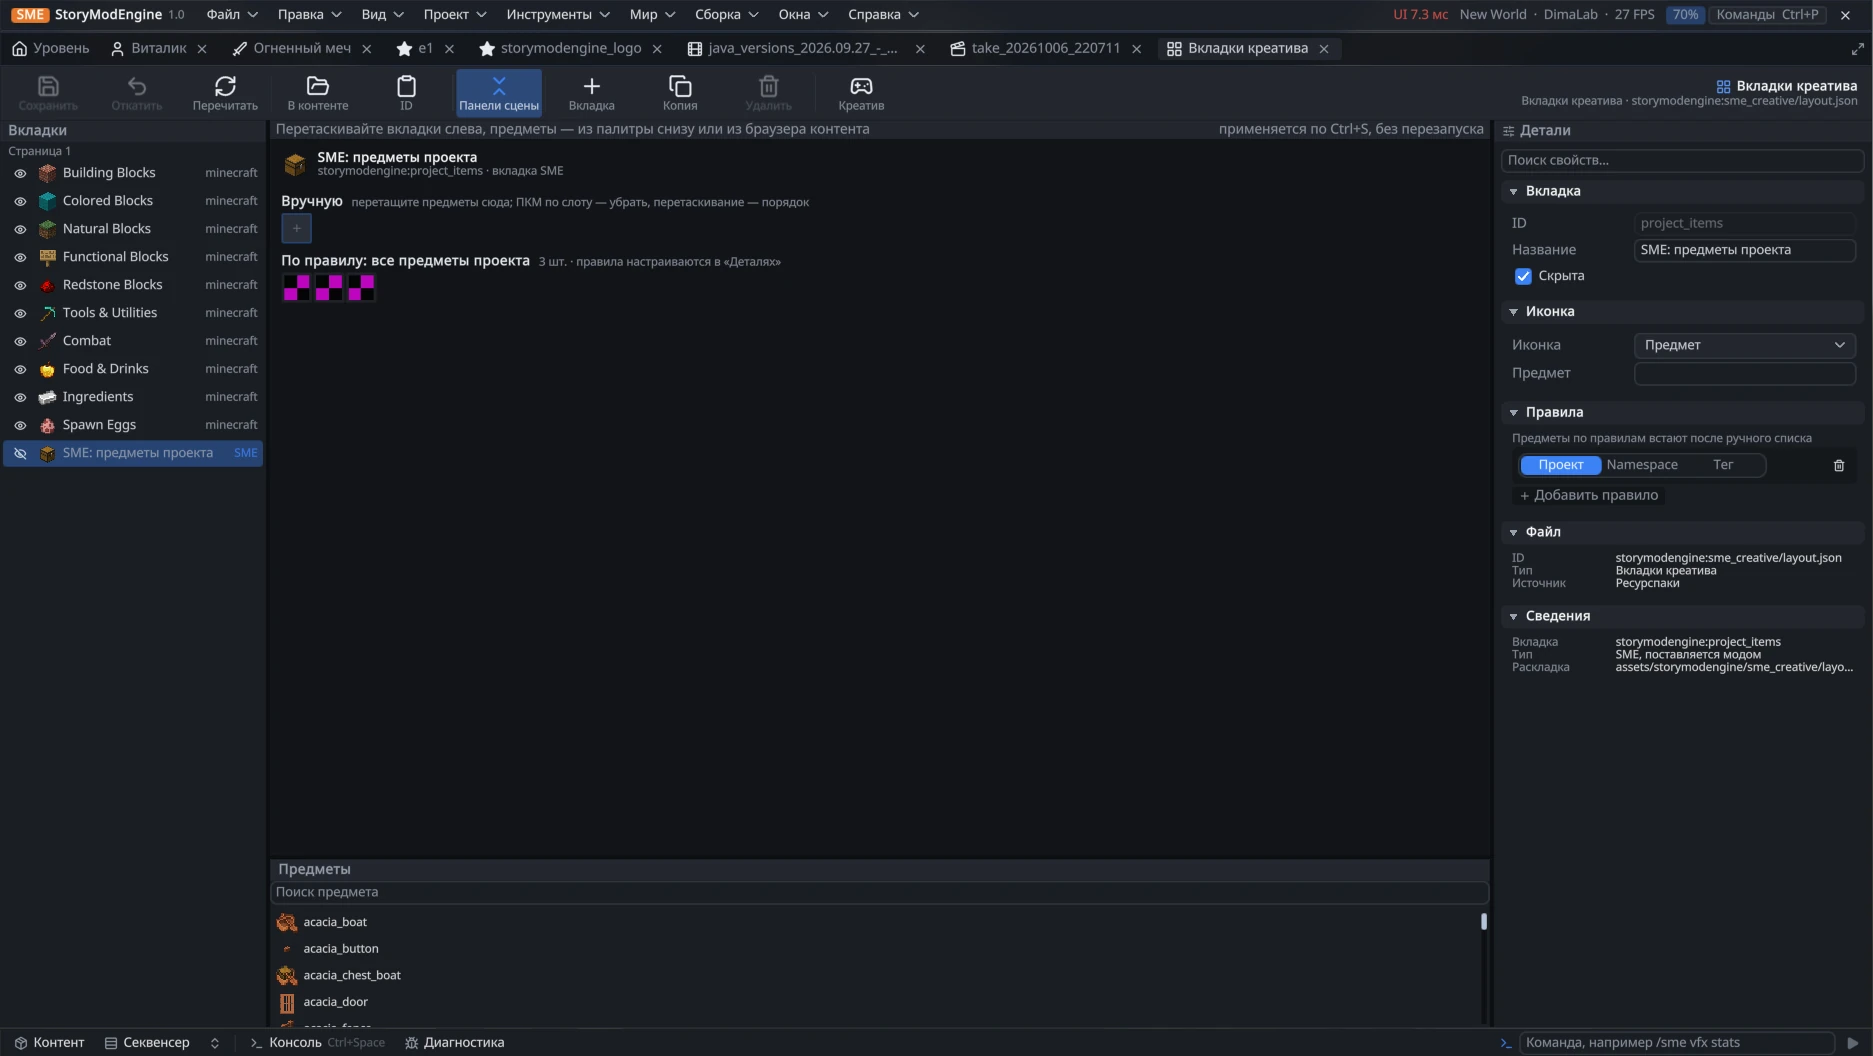 SME StoryModEngine 1.0 Файл Правка Вид Проект Инструменты Мир Сборка Окна Справка UI 7.3 мс New World · DimaLab · 27 FPS 70% Команды Ctrl+P
Уровень Виталик Огненный меч e1 storymodengine_logo java_versions_2026.09.27_-_... take_20261006_220711 Вкладки креатива
Сохранить Откатить Перечитать В контенте ID Панели сцены Вкладка Копия Удалить Креатив
Вкладки креатива
Вкладки креатива · storymodengine:sme_creative/layout.json
Вкладки
Страница 1
Building Blocks minecraft
Colored Blocks minecraft
Natural Blocks minecraft
Functional Blocks minecraft
Redstone Blocks minecraft
Tools & Utilities minecraft
Combat minecraft
Food & Drinks minecraft
Ingredients minecraft
Spawn Eggs minecraft
SME: предметы проекта SME
Перетаскивайте вкладки слева, предметы — из палитры снизу или из браузера контента применяется по Ctrl+S, без перезапуска
SME: предметы проекта
storymodengine:project_items · вкладка SME
Вручную перетащите предметы сюда; ПКМ по слоту — убрать, перетаскивание — порядок
+
По правилу: все предметы проекта 3 шт. · правила настраиваются в «Деталях»
Предметы
Поиск предмета
acacia_boat
acacia_button
acacia_chest_boat
acacia_door
acacia_fence
Детали
Поиск свойств...
Вкладка
ID project_items
Название SME: предметы проекта
Скрыта
Иконка
Иконка Предмет
Предмет
Правила
Предметы по правилам встают после ручного списка
Проект Namespace Тег
+ Добавить правило
Файл
ID storymodengine:sme_creative/layout.json
Тип Вкладки креатива
Источник Ресурспаки
Сведения
Вкладка storymodengine:project_items
Тип SME, поставляется модом
Раскладка assets/storymodengine/sme_creative/layo...
Контент Секвенсер Консоль Ctrl+Space Диагностика Команда, например /sme vfx stats